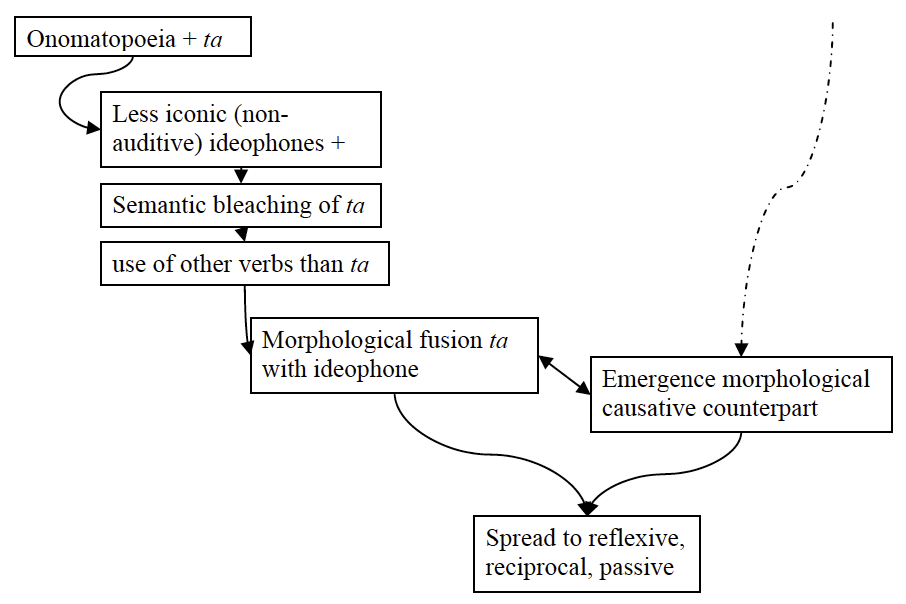 Onomatopoeia + ta
Less iconic (non-
auditive) ideophones +
Semantic bleaching of ta
use of other verbs than ta
Morphological fusion ta
with ideophone
Emergence morphological
causative counterpart
Spread to reflexive,
reciprocal, passive